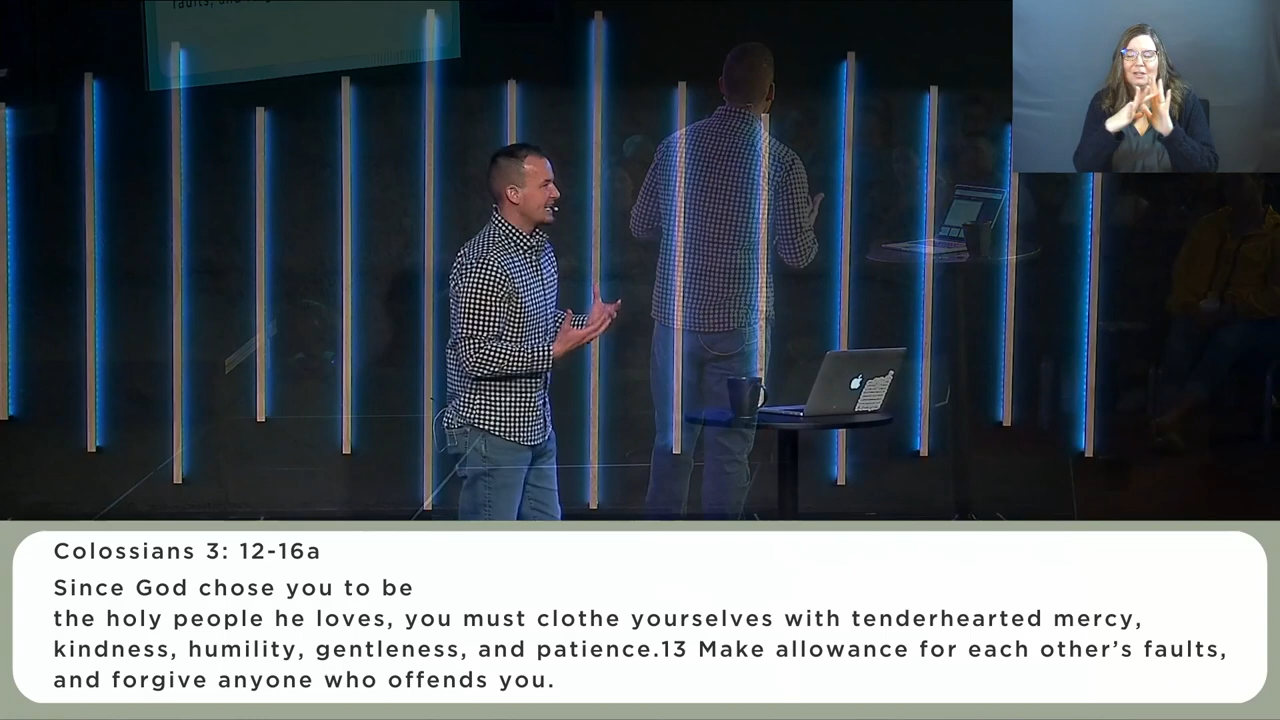 Colossians 3: 12-16a
Since God chose you to be
the holy people he loves, you must clothe yourselves with tenderhearted mercy,
kindness, humility, gentleness, and patience.13 Make allowance for each other’s faults,
and forgive anyone who offends you.